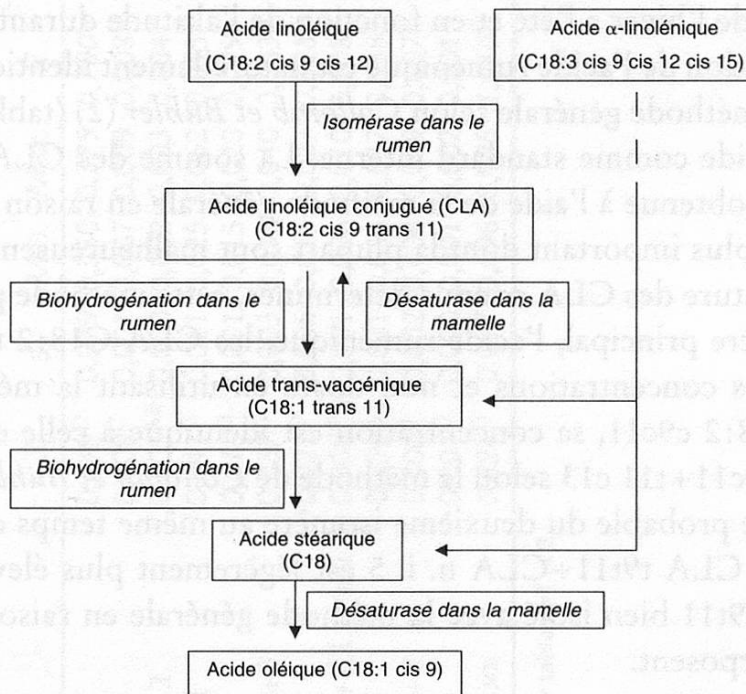 Acide linoléique
(C18:2 cis 9 cis 12)
Acide α-linolénique
(C18:3 cis 9 cis 12 cis 15)
Isomérase dans le
rumen
Acide linoléique conjugué (CLA)
(C18:2 cis 9 trans 11)
Biohydrogénation dans le
rumen
Désaturase dans la
mamelle
Acide trans-vaccénique
(C18:1 trans 11)
Biohydrogénation dans le
rumen
Acide stéarique
(C18)
Désaturase dans la mamelle
Acide oléique (C18:1 cis 9)